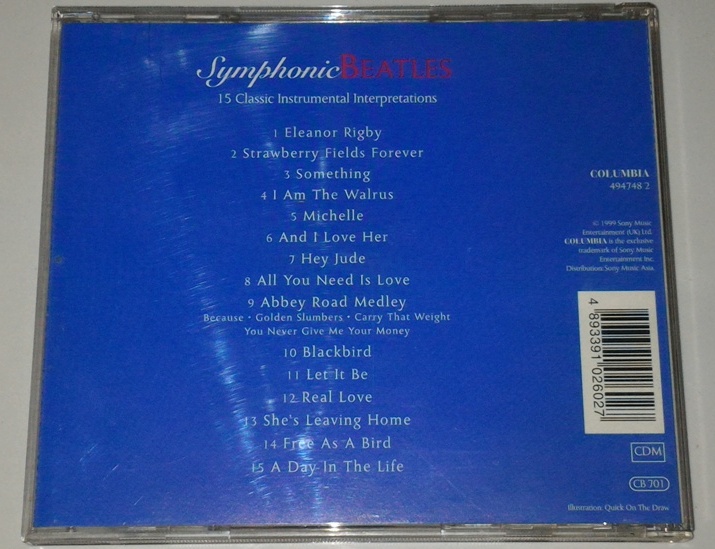 Symphonic BEATLES
15 Classic Instrumental Interpretations
1 Eleanor Rigby
2 Strawberry Fields Forever
3 Something
4 I Am The Walrus
5 Michelle
6 And I Love Her
7 Hey Jude
8 All You Need Is Love
9 Abbey Road Medley
Because • Golden Slumbers • Carry That Weight
You Never Give Me Your Money
10 Blackbird
11 Let It Be
12 Real Love
13 She's Leaving Home
14 Free As A Bird
15 A Day In The Life
COLUMBIA
494748 2
© 1999 Sony Music
Entertainment (UK) Ltd.
COLUMBIA is the exclusive
trademark of Sony Music
Entertainment Inc.
Distribution: Sony Music Asia
4 893391 026027
CDM
CB 701
Illustration: Quick On The Draw